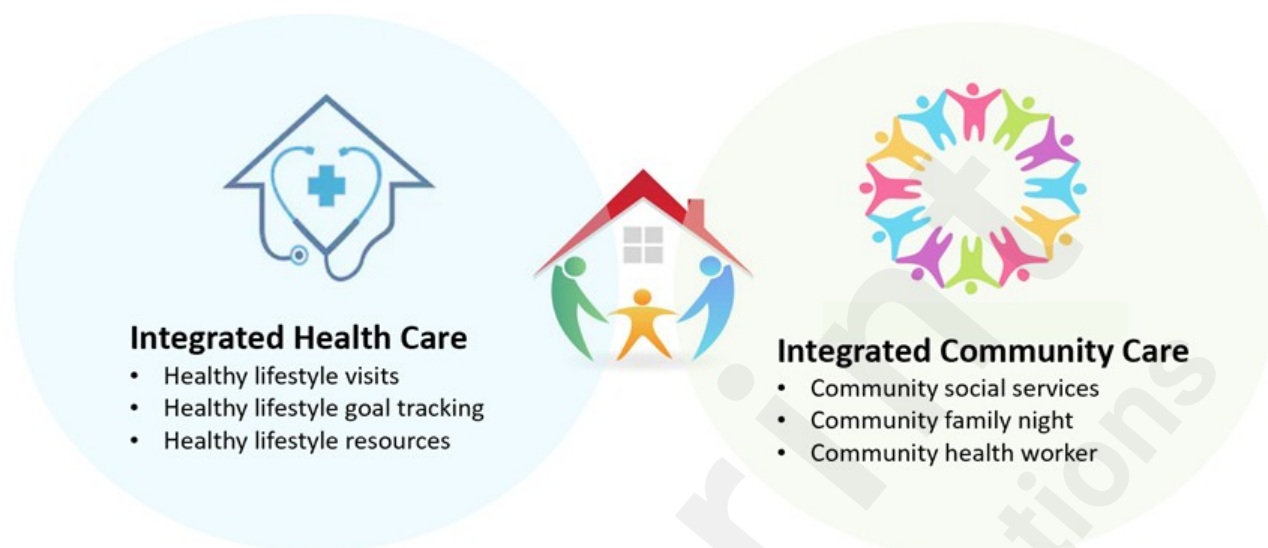 Integrated Health Care
• Healthy lifestyle visits
• Healthy lifestyle goal tracking
• Healthy lifestyle resources
Integrated Community Care
• Community social services
• Community family night
• Community health worker